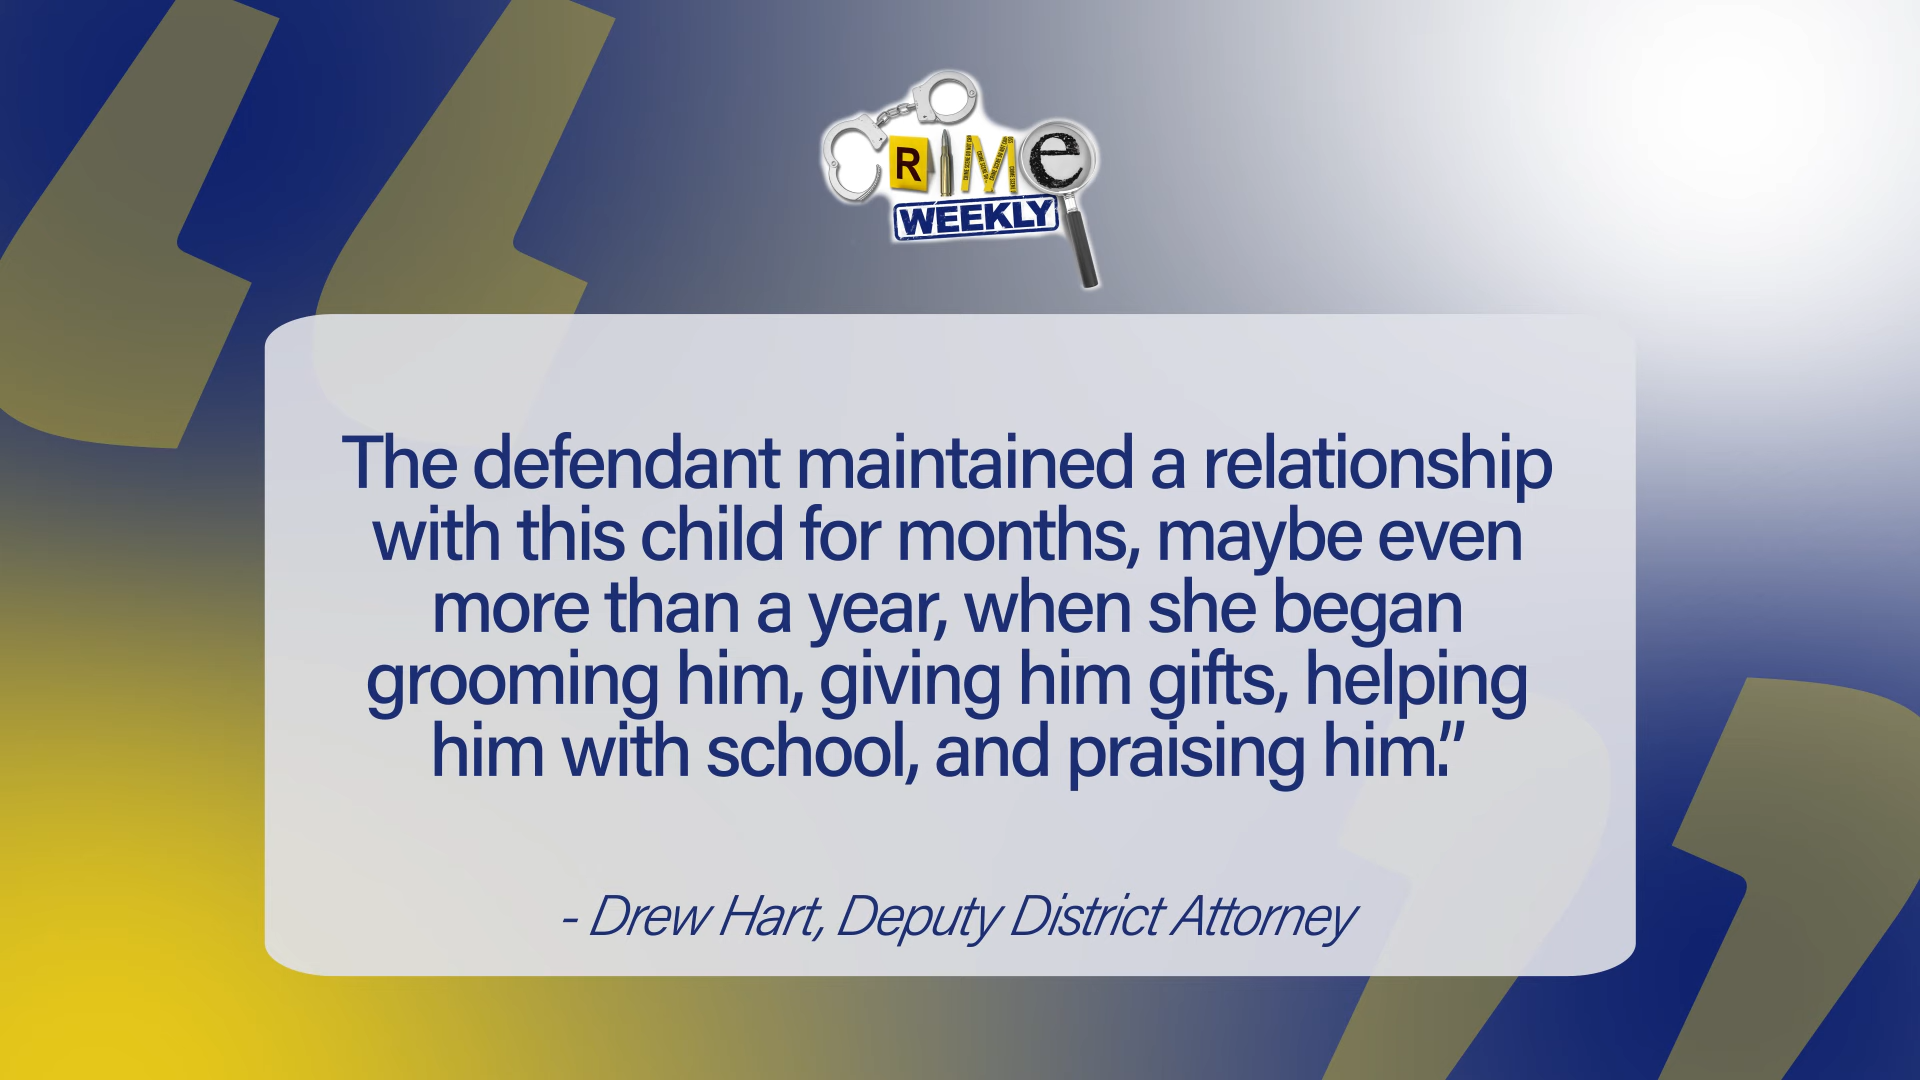 CRIMe
WEEKLY
The defendant maintained a relationship
with this child for months, maybe even
more than a year, when she began
grooming him, giving him gifts, helping
him with school, and praising him.”
- Drew Hart, Deputy District Attorney